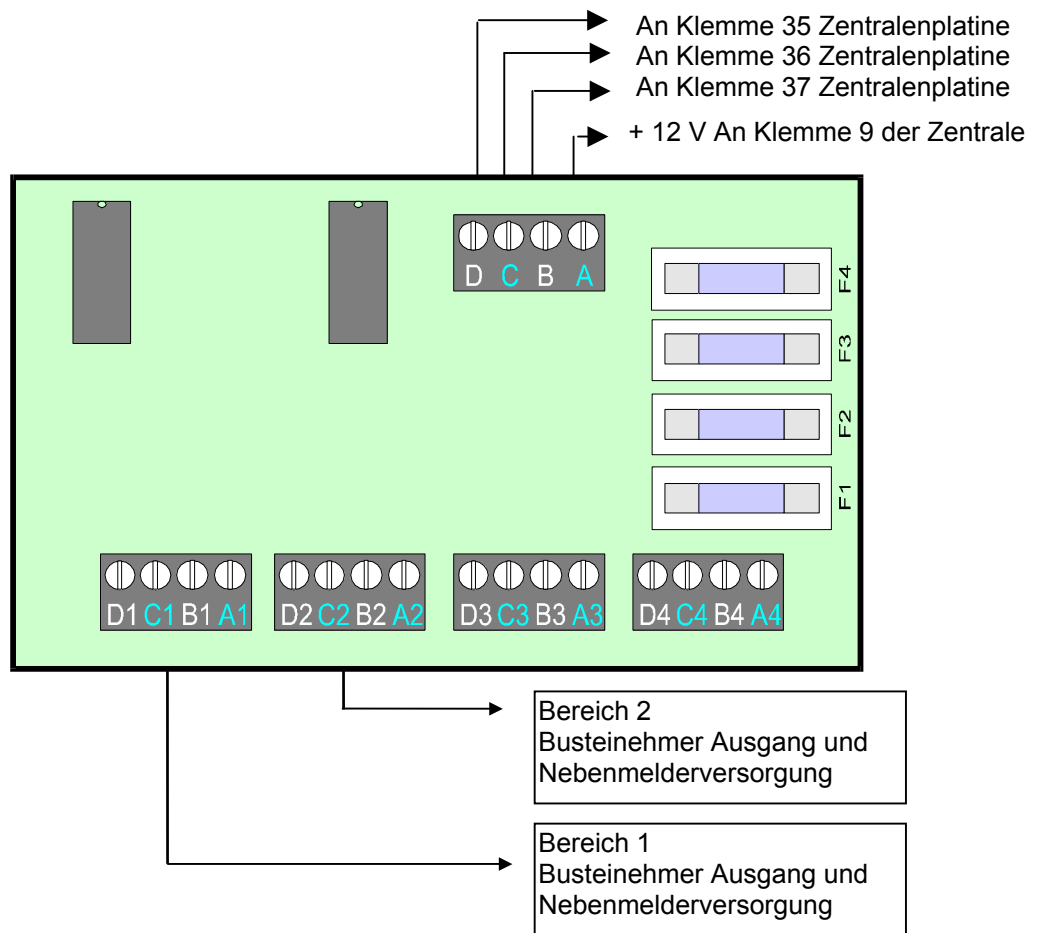 An Klemme 35 Zentralenplatine
An Klemme 36 Zentralenplatine
An Klemme 37 Zentralenplatine
+ 12 V An Klemme 9 der Zentrale
D C B A
F4
F3
F2
F1
D1 C1 B1 A1
D2 C2 B2 A2
D3 C3 B3 A3
D4 C4 B4 A4
Bereich 2
Busteinehmer Ausgang und
Nebenmelderversorgung
Bereich 1
Busteinehmer Ausgang und
Nebenmelderversorgung